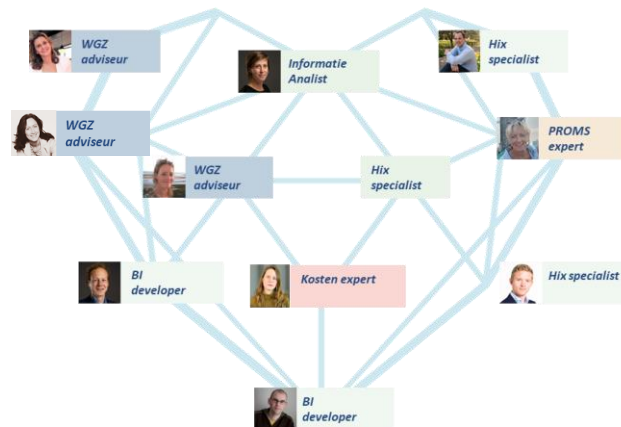 WGZ
adviseur
Informatie
Analist
Hix
specialist
WGZ
adviseur
PROMS
expert
WGZ
adviseur
Hix
specialist
BI
developer
Kosten expert
Hix specialist
BI
developer